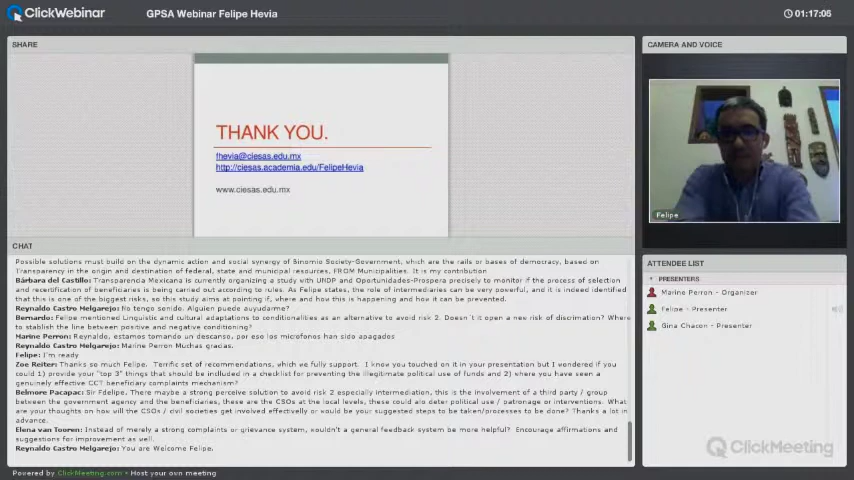 ClickWebinar
GPSA Webinar Felipe Hevia
01:17:05
SHARE
THANK YOU.
fhevia@ciesas.edu.mx
http://ciesas.academia.edu/FelipeHevia
www.ciesas.edu.mx
CAMERA AND VOICE
Felipe
CHAT
Possible solutions must build on the dynamic action and social synergy of Binomio Society-Government, which are the rails or bases of democracy, based on
Transparency in the origin and destination of federal, state and municipal resources, FROM Municipalities. It is my contribution
Bárbara del Castillo: Transparenda Mexicana is currently organizing a study with UNDP and Oportunidades-Prospera precisely to monitor if the process of selection
and recertification of beneficiaries is being carried out according to rules. As Felipe states, the role of intermediaries can be very powerful, and it is indeed identified
that this is one of the biggest risks, so this study aims at pointing if, where and how this is happening and how it can be prevented.
Reynaldo Castro Melgarejo: No tengo senido. Alguien puede auyudarme?
Bernardo: Felipe mentioned Linguistic and cultural adaptations to conditionalities as an alternative to avoid risk 2. Doesn't it open a new risk of discrimation? Where
to stablish the line between positive and negative conditioning?
Marine Perron: Reynaldo, estamos tomando un descanso, por eso los microfonos han sido apagados
Reynaldo Castro Melgarejo: Marine Perron Muchas gracias.
Felipe: I'm ready
Zoe Reiter: Thanks so much Felipe. Terrific set of recommendations, which we fully support. I know you touched on it in your presentation but I wondered if you
could 1) provide your "top 3" things that should be included in a checklist for preventing the illegitimate political use of funds and 2) where you have seen a
genuinely effective CCT beneficiary complaints mechanism?
Belmore Pacapac: Sir Fdelipe. There maybe a strong perceive solution to avoid risk 2 especially intermediation, this is the involvement of a third party / group
between the government agency and the beneficiaries, these are the CSOs at the local levels, these could alo deter political use / patronage or interventions. What
are your thoughts on how will the CSOs / divil societies get involved effectivelly or would be your suggested steps to be taken/processes to be done? Thanks a lot in
advance.
Elena van Tooren: Instead of merely a strong complaints or grievance system, wouldn't a general feedback system be more helpful? Encourage affirmations and
suggestions for improvement as well.
Reynaldo Castro Melgarejo: You are Welcome Felipe.
ATTENDEE LIST
PRESENTERS
Marine Perron - Organizer
Felipe - Presenter
Gina Chacon - Presenter
ClickMeeting
Powered by ClickMeeting.com • Host your own meeting